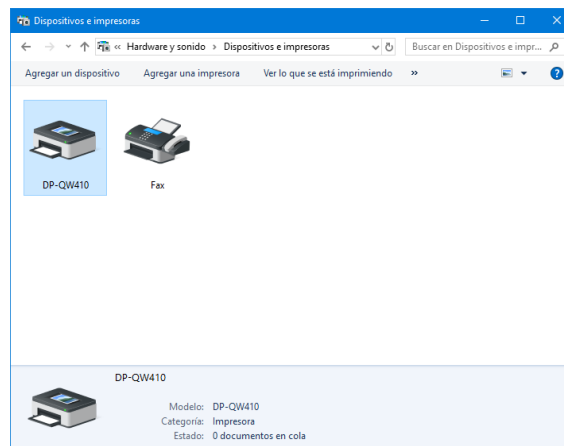 Dispositivos e impresoras
« Hardware y sonido › Dispositivos e impresoras Buscar en Dispositivos e impr...
Agregar un dispositivo Agregar una impresora Ver lo que se está imprimiendo »
DP-QW410 Fax
DP-QW410
Modelo: DP-QW410
Categoría: Impresora
Estado: 0 documentos en cola